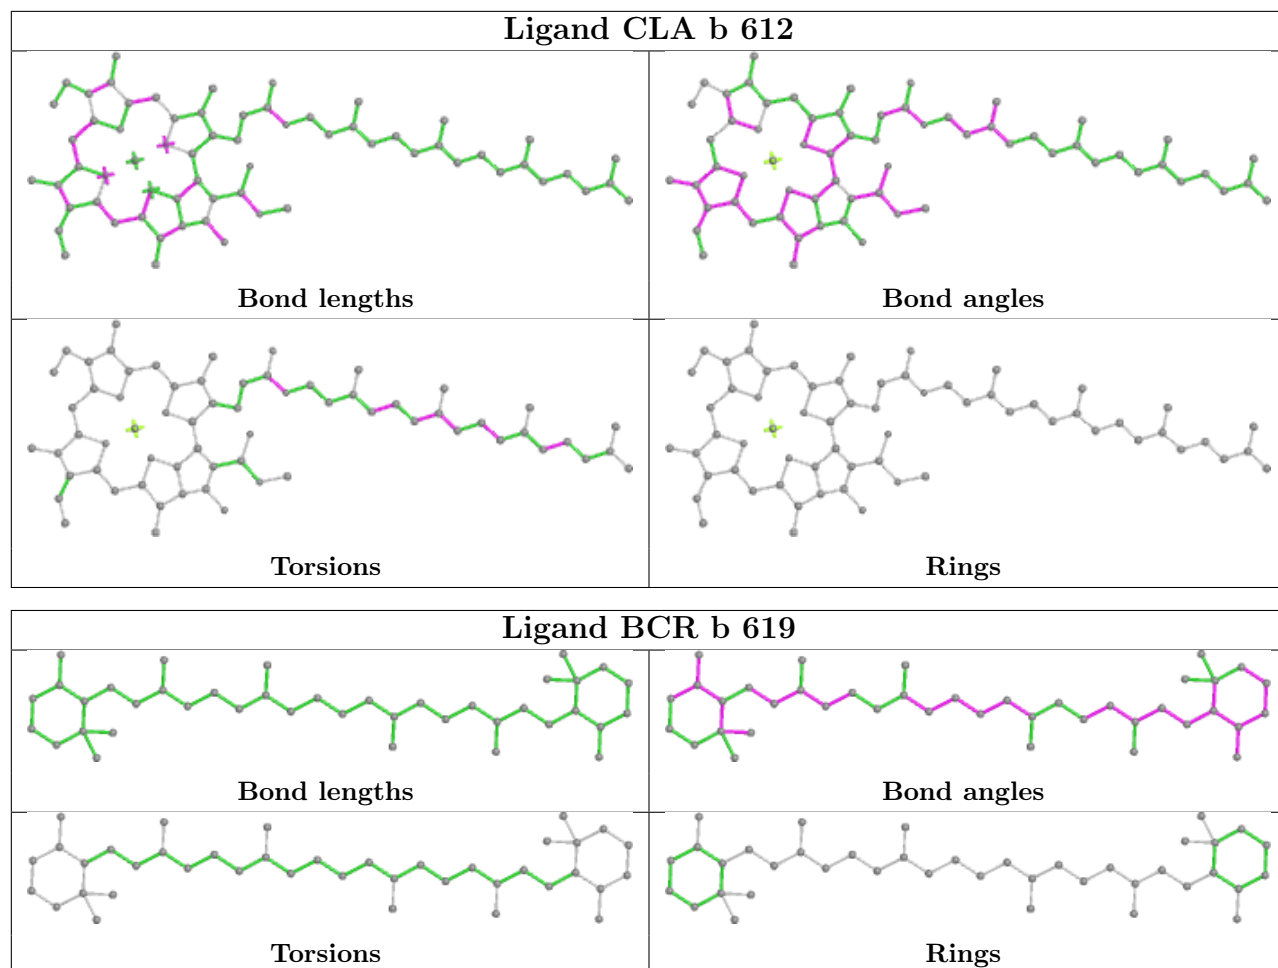 Ligand CLA b 612
Bond lengths
Bond angles
Torsions
Rings
Ligand BCR b 619
Bond lengths
Bond angles
Torsions
Rings